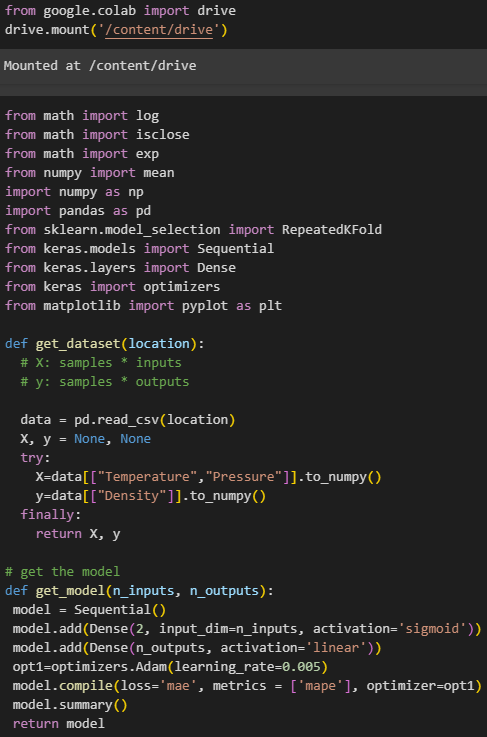 from google.colab import drive
drive.mount('/content/drive')
Mounted at /content/drive
from math import log
from math import isclose
from math import exp
from numpy import mean
import numpy as np
import pandas as pd
from sklearn.model_selection import RepeatedKFold
from keras.models import Sequential
from keras.layers import Dense
from keras import optimizers
from matplotlib import pyplot as plt
def get_dataset(location):
  # X: samples * inputs
  # y: samples * outputs
  data = pd.read_csv(location)
  X, y = None, None
  try:
    X=data[["Temperature","Pressure"]].to_numpy()
    y=data[["Density"]].to_numpy()
  finally:
    return X, y
# get the model
def get_model(n_inputs, n_outputs):
 model = Sequential()
 model.add(Dense(2, input_dim=n_inputs, activation='sigmoid'))
 model.add(Dense(n_outputs, activation='linear'))
 opt1=optimizers.Adam(learning_rate=0.005)
 model.compile(loss='mae', metrics = ['mape'], optimizer=opt1)
 model.summary()
 return model